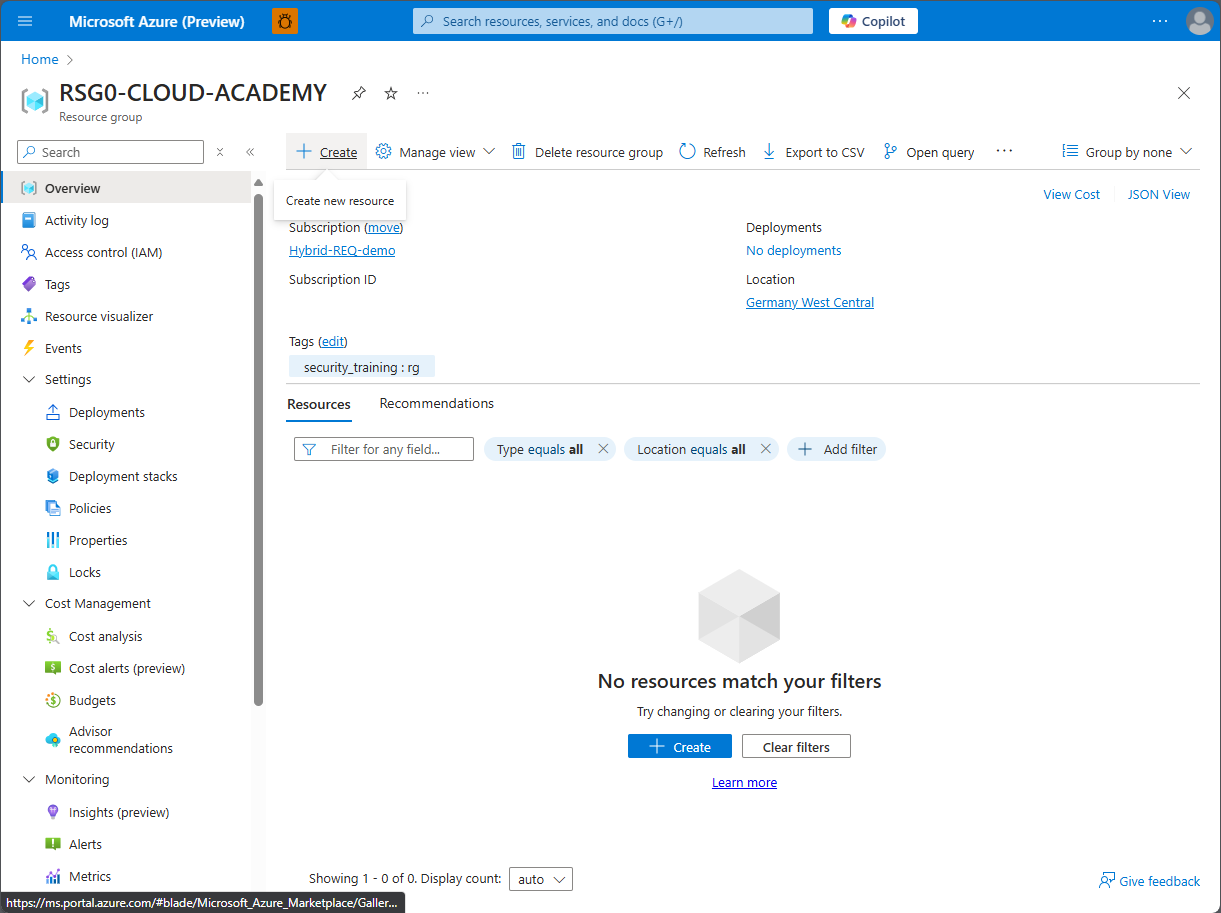 Microsoft Azure (Preview)
Search resources, services, and docs (G+/)
Copilot
Home
RSG0-CLOUD-ACADEMY
Resource group
Search
Create
Manage view
Delete resource group
Refresh
Export to CSV
Open query
Group by none
Create new resource
View Cost
JSON View
Overview
Activity log
Access control (IAM)
Tags
Resource visualizer
Events
Settings
Deployments
Security
Deployment stacks
Policies
Properties
Locks
Cost Management
Cost analysis
Cost alerts (preview)
Budgets
Advisor
recommendations
Monitoring
Insights (preview)
Alerts
Metrics
Subscription (move)
Hybrid-REQ-demo
Subscription ID
Deployments
No deployments
Location
Germany West Central
Tags (edit)
security_training : rg
Resources
Recommendations
Filter for any field...
Type equals all
Location equals all
Add filter
No resources match your filters
Try changing or clearing your filters.
Create
Clear filters
Learn more
Showing 1 - 0 of 0. Display count:
auto
Give feedback
https://ms.portal.azure.com/#blade/Microsoft_Azure_Marketplace/Galler...